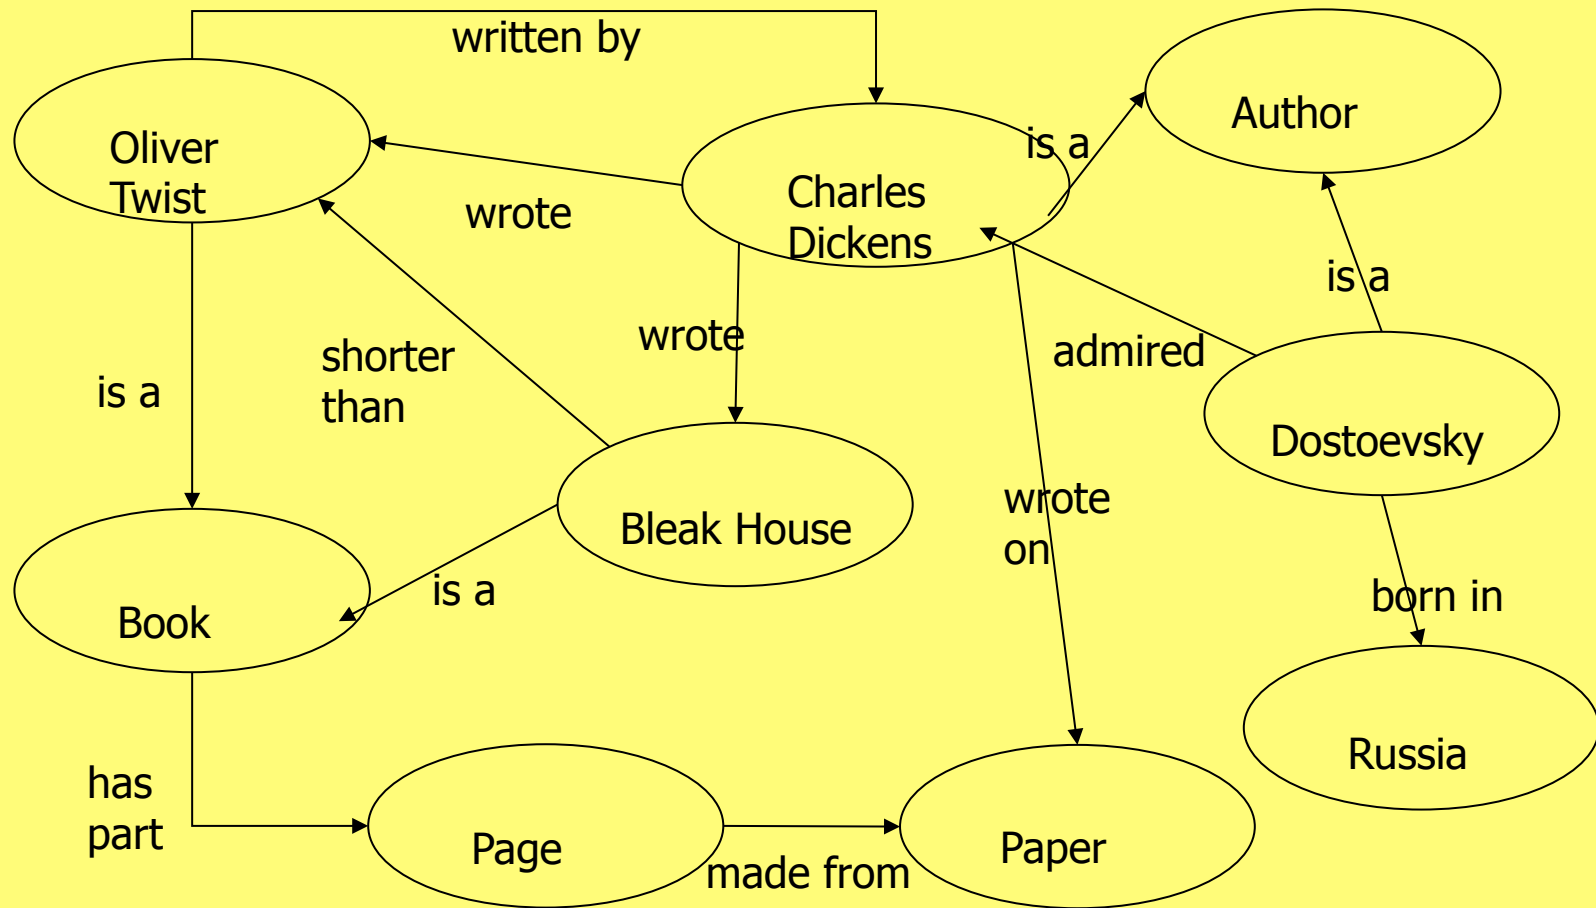 written by
Author
is a
Oliver
Twist
Charles
Dickens
wrote
is a
wrote
shorter
than
admired
is a
Dostoevsky
wrote
on
Bleak House
is a
born in
Book
Russia
has
part
Page
made from
Paper